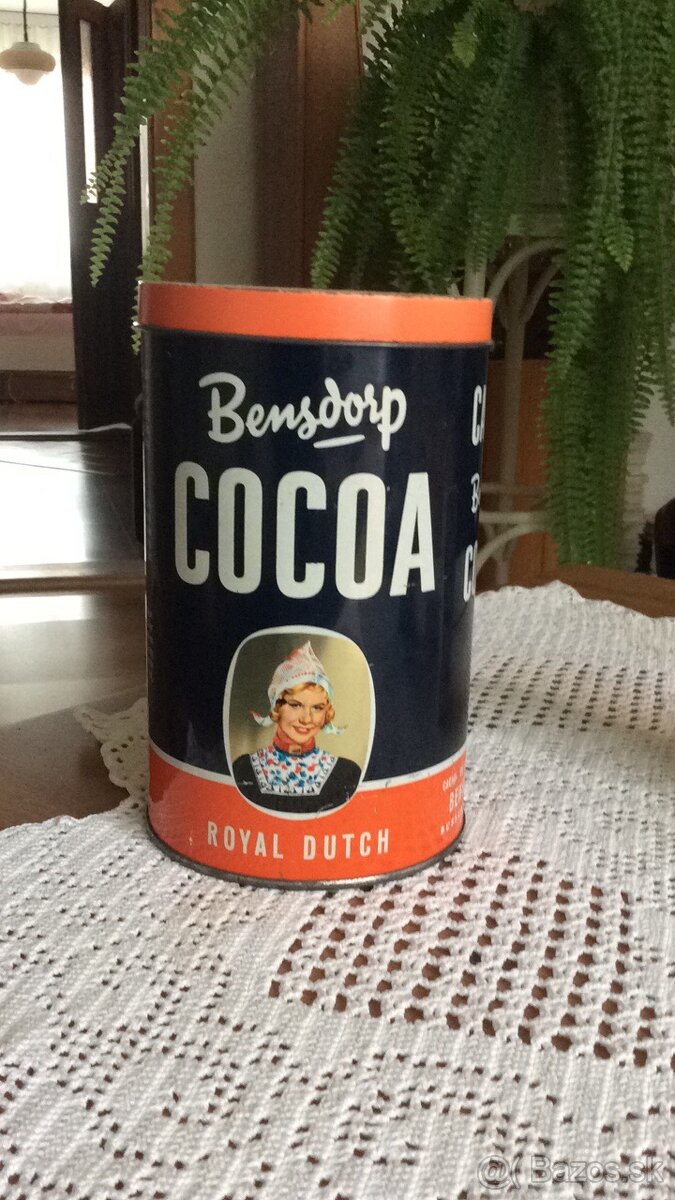 Bensdorp
COCOA
ROYAL DUTCH
@ Bazos.sk